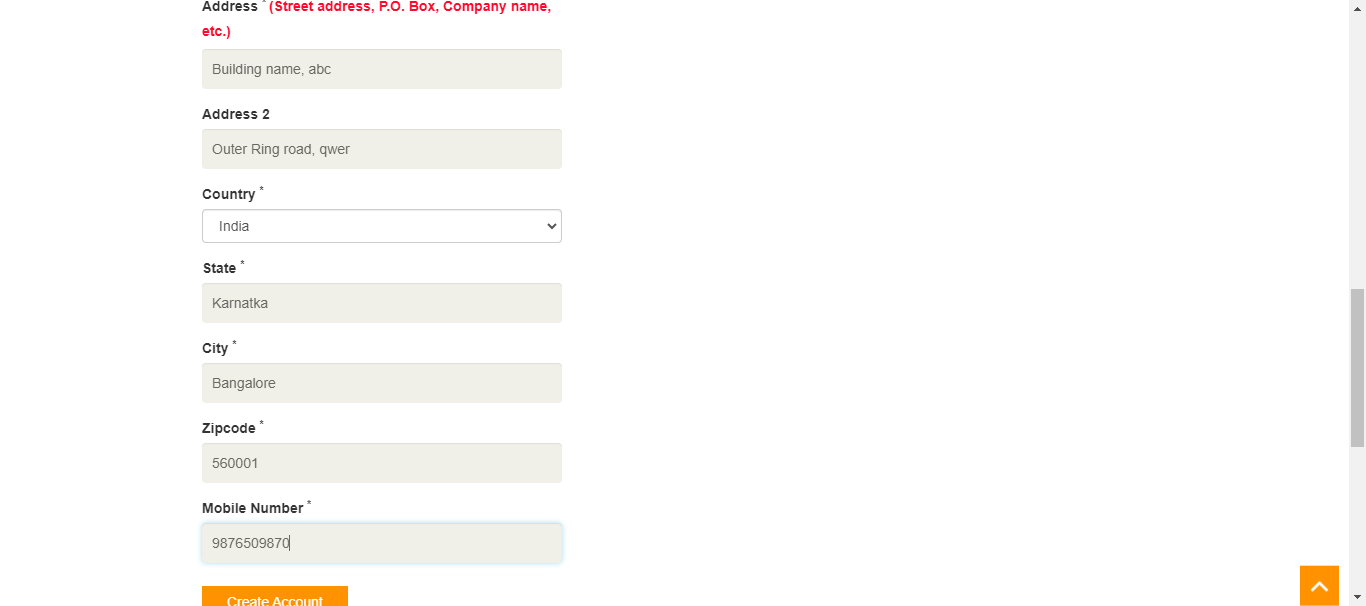 Address * (Street address, P.O. Box, Company name,
etc.)
Building name, abc
Address 2
Outer Ring road, qwer
Country *
India
State *
Karnatka
City *
Bangalore
Zipcode *
560001
Mobile Number *
9876509870
Create Account